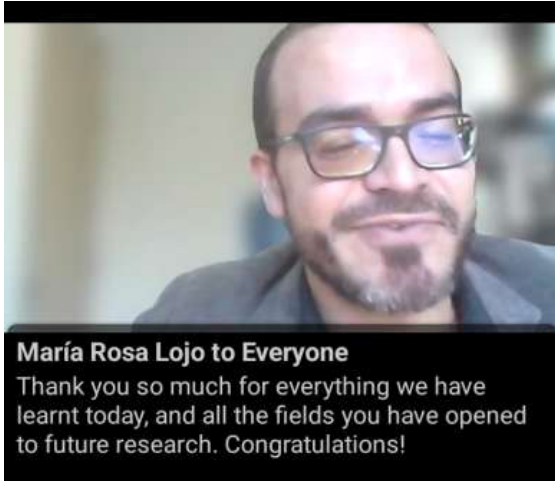 María Rosa Lojo to Everyone
Thank you so much for everything we have
learnt today, and all the fields you have opened
to future research. Congratulations!